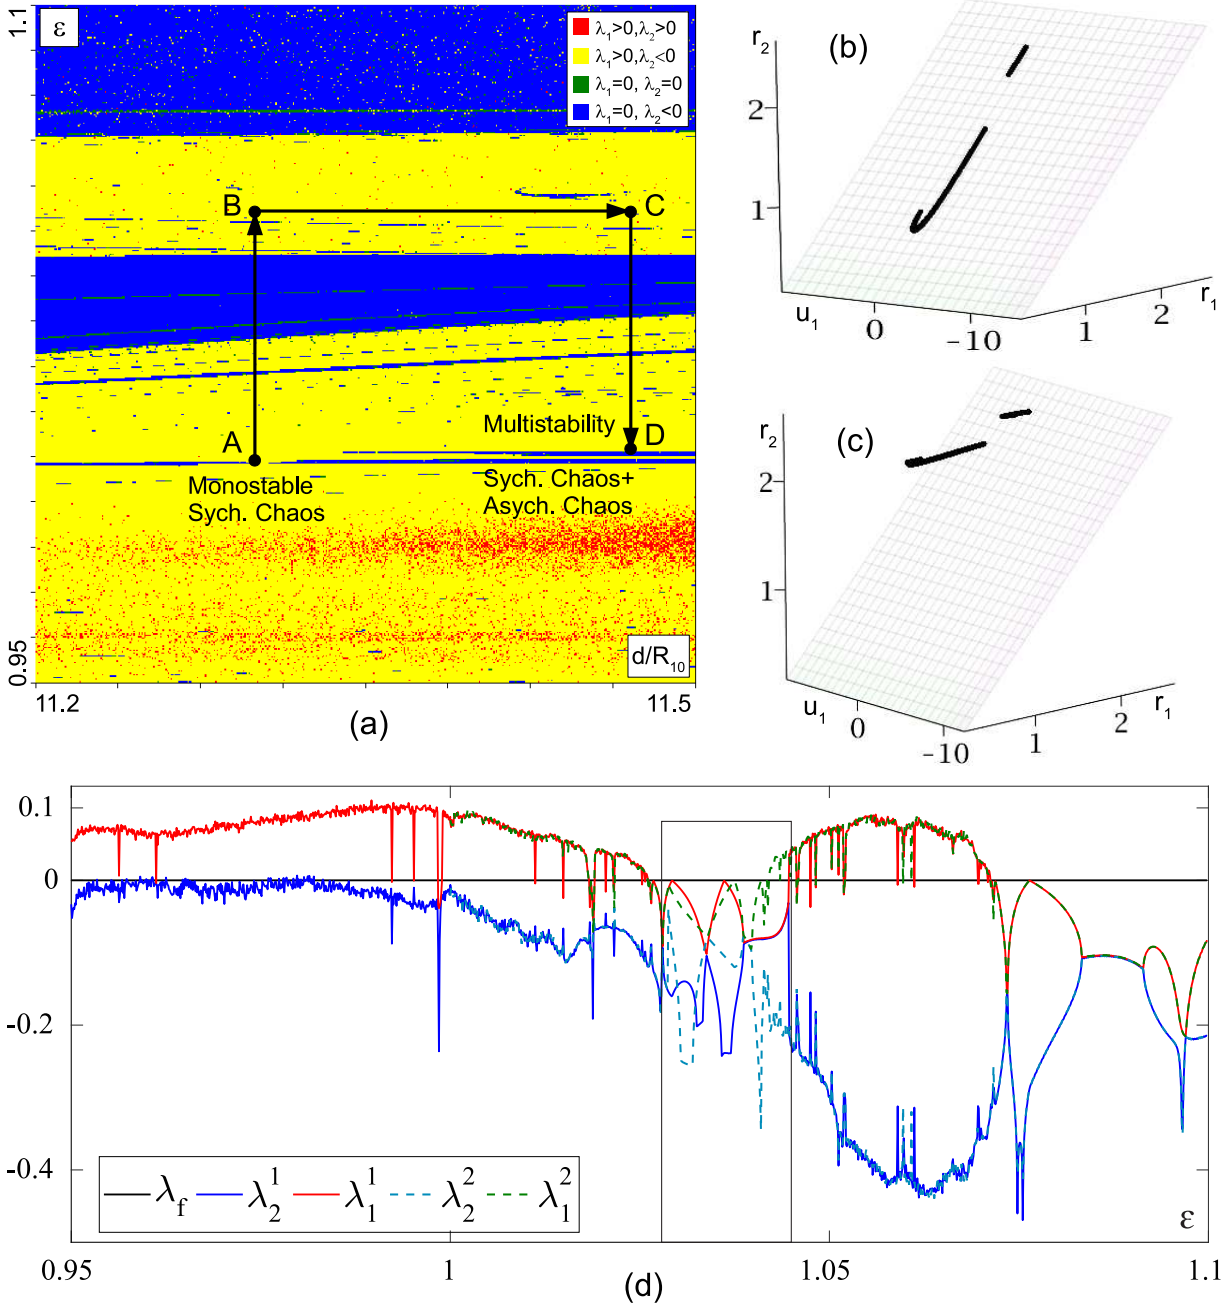 1.1
ε
λ₁>0,λ₂>0
λ₁>0,λ₂<0
λ₁=0, λ₂=0
λ₁=0, λ₂<0
B
C
A
D
Multistability
Monostable
Sych. Chaos
Sych. Chaos+
Asych. Chaos
0.95
d/R₁₀
11.2
11.5
(a)
(b)
r₂
2
1
u₁
0
-10
1
2
r₁
(c)
r₂
2
1
u₁
0
-10
1
2
r₁
0.1
0
-0.2
-0.4
λ_f
λ₂¹
λ₁¹
λ₂²
λ₁²
ε
0.95
1
1.05
1.1
(d)